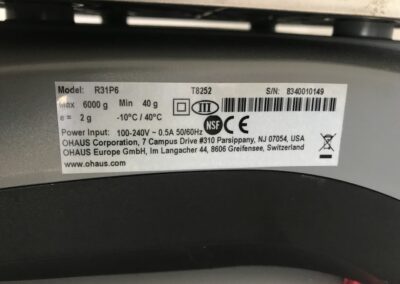 Model: R31P6 T8252 S/N: 8340010149
Max 6000 g Min 40 g
e = 2 g -10°C / 40°C III
NSF CE
Power Input: 100-240V ~ 0.5A 50/60Hz
OHAUS Corporation, 7 Campus Drive #310 Parsippany, NJ 07054, USA
OHAUS Europe GmbH, Im Langacher 44, 8606 Greifensee, Switzerland
www.ohaus.com